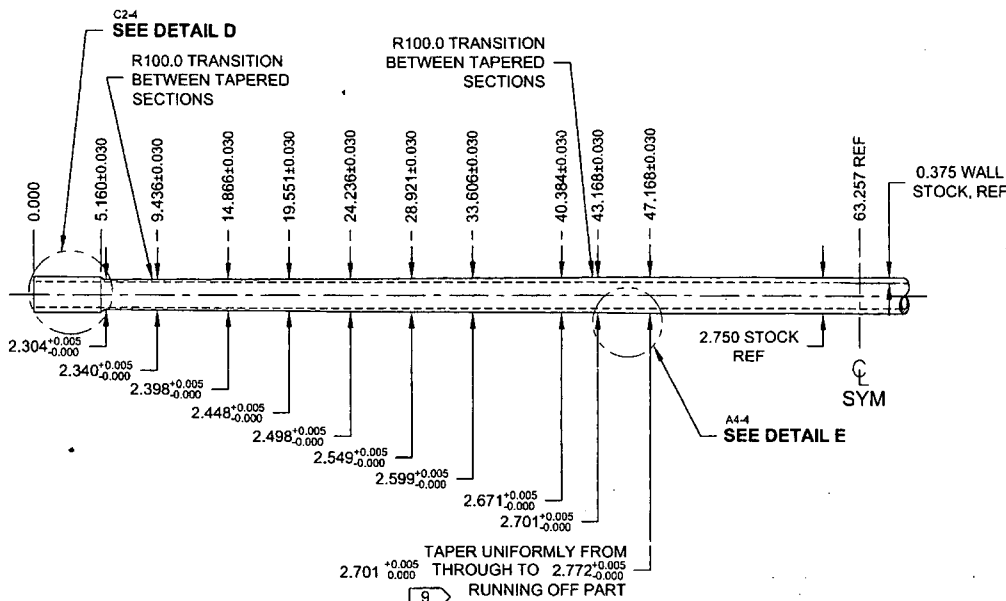 C2-4
SEE DETAIL D
R100.0 TRANSITION
BETWEEN TAPERED
SECTIONS
R100.0 TRANSITION
BETWEEN TAPERED
SECTIONS
0.000
5.160±0.030
9.436±0.030
14.866±0.030
19.551±0.030
24.236±0.030
28.921±0.030
33.606±0.030
40.384±0.030
43.168±0.030
47.168±0.030
63.257 REF
0.375 WALL
STOCK, REF
2.304 +0.005 -0.000
2.340 +0.005 -0.000
2.398 +0.005 -0.000
2.448 +0.005 -0.000
2.498 +0.005 -0.000
2.549 +0.005 -0.000
2.599 +0.005 -0.000
2.671 +0.005 -0.000
2.701 +0.005 -0.000
2.750 STOCK
REF
CL
SYM
A4-4
SEE DETAIL E
TAPER UNIFORMLY FROM
2.701 +0.005 0.000 THROUGH TO 2.772 +0.005 -0.000
9 RUNNING OFF PART